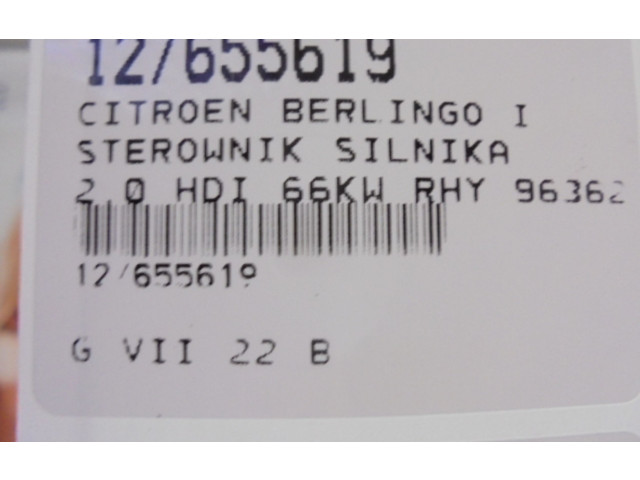 12/655619
CITROEN BERLINGO I
STEROWNIK SILNIKA
2.0 HDI 66KW RHY 96362
12/655619
G VII 22 B